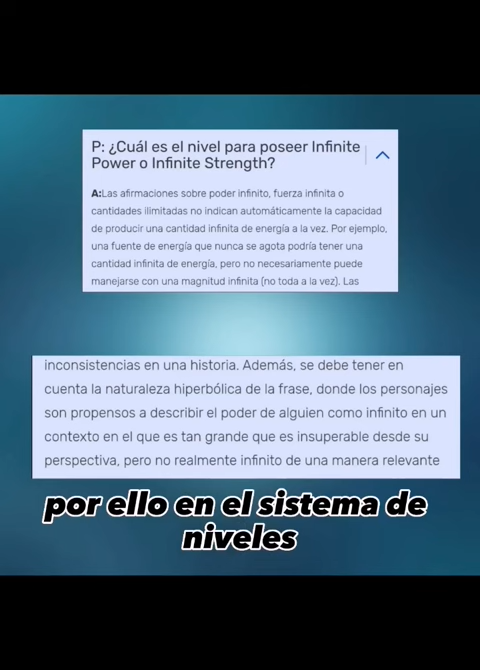 P: ¿Cuál es el nivel para poseer Infinite
Power o Infinite Strength?
A:Las afirmaciones sobre poder infinito, fuerza infinita o
cantidades ilimitadas no indican automáticamente la capacidad
de producir una cantidad infinita de energía a la vez. Por ejemplo,
una fuente de energía que nunca se agota podría tener una
cantidad infinita de energía, pero no necesariamente puede
manejarse con una magnitud infinita (no toda a la vez). Las
inconsistencias en una historia. Además, se debe tener en
cuenta la naturaleza hiperbólica de la frase, donde los personajes
son propensos a describir el poder de alguien como infinito en un
contexto en el que es tan grande que es insuperable desde su
perspectiva, pero no realmente infinito de una manera relevante
por ello en el sistema de
niveles